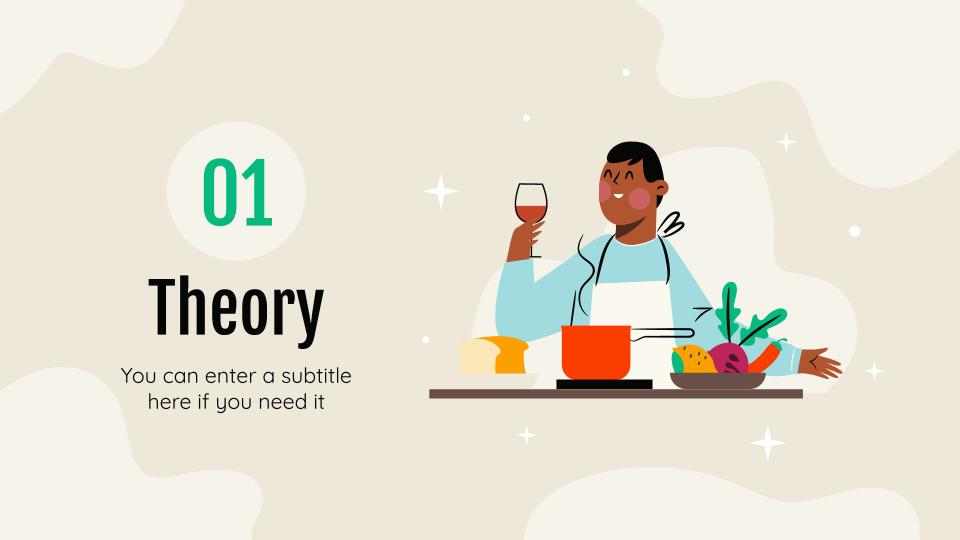 01
Theory
You can enter a subtitle
here if you need it